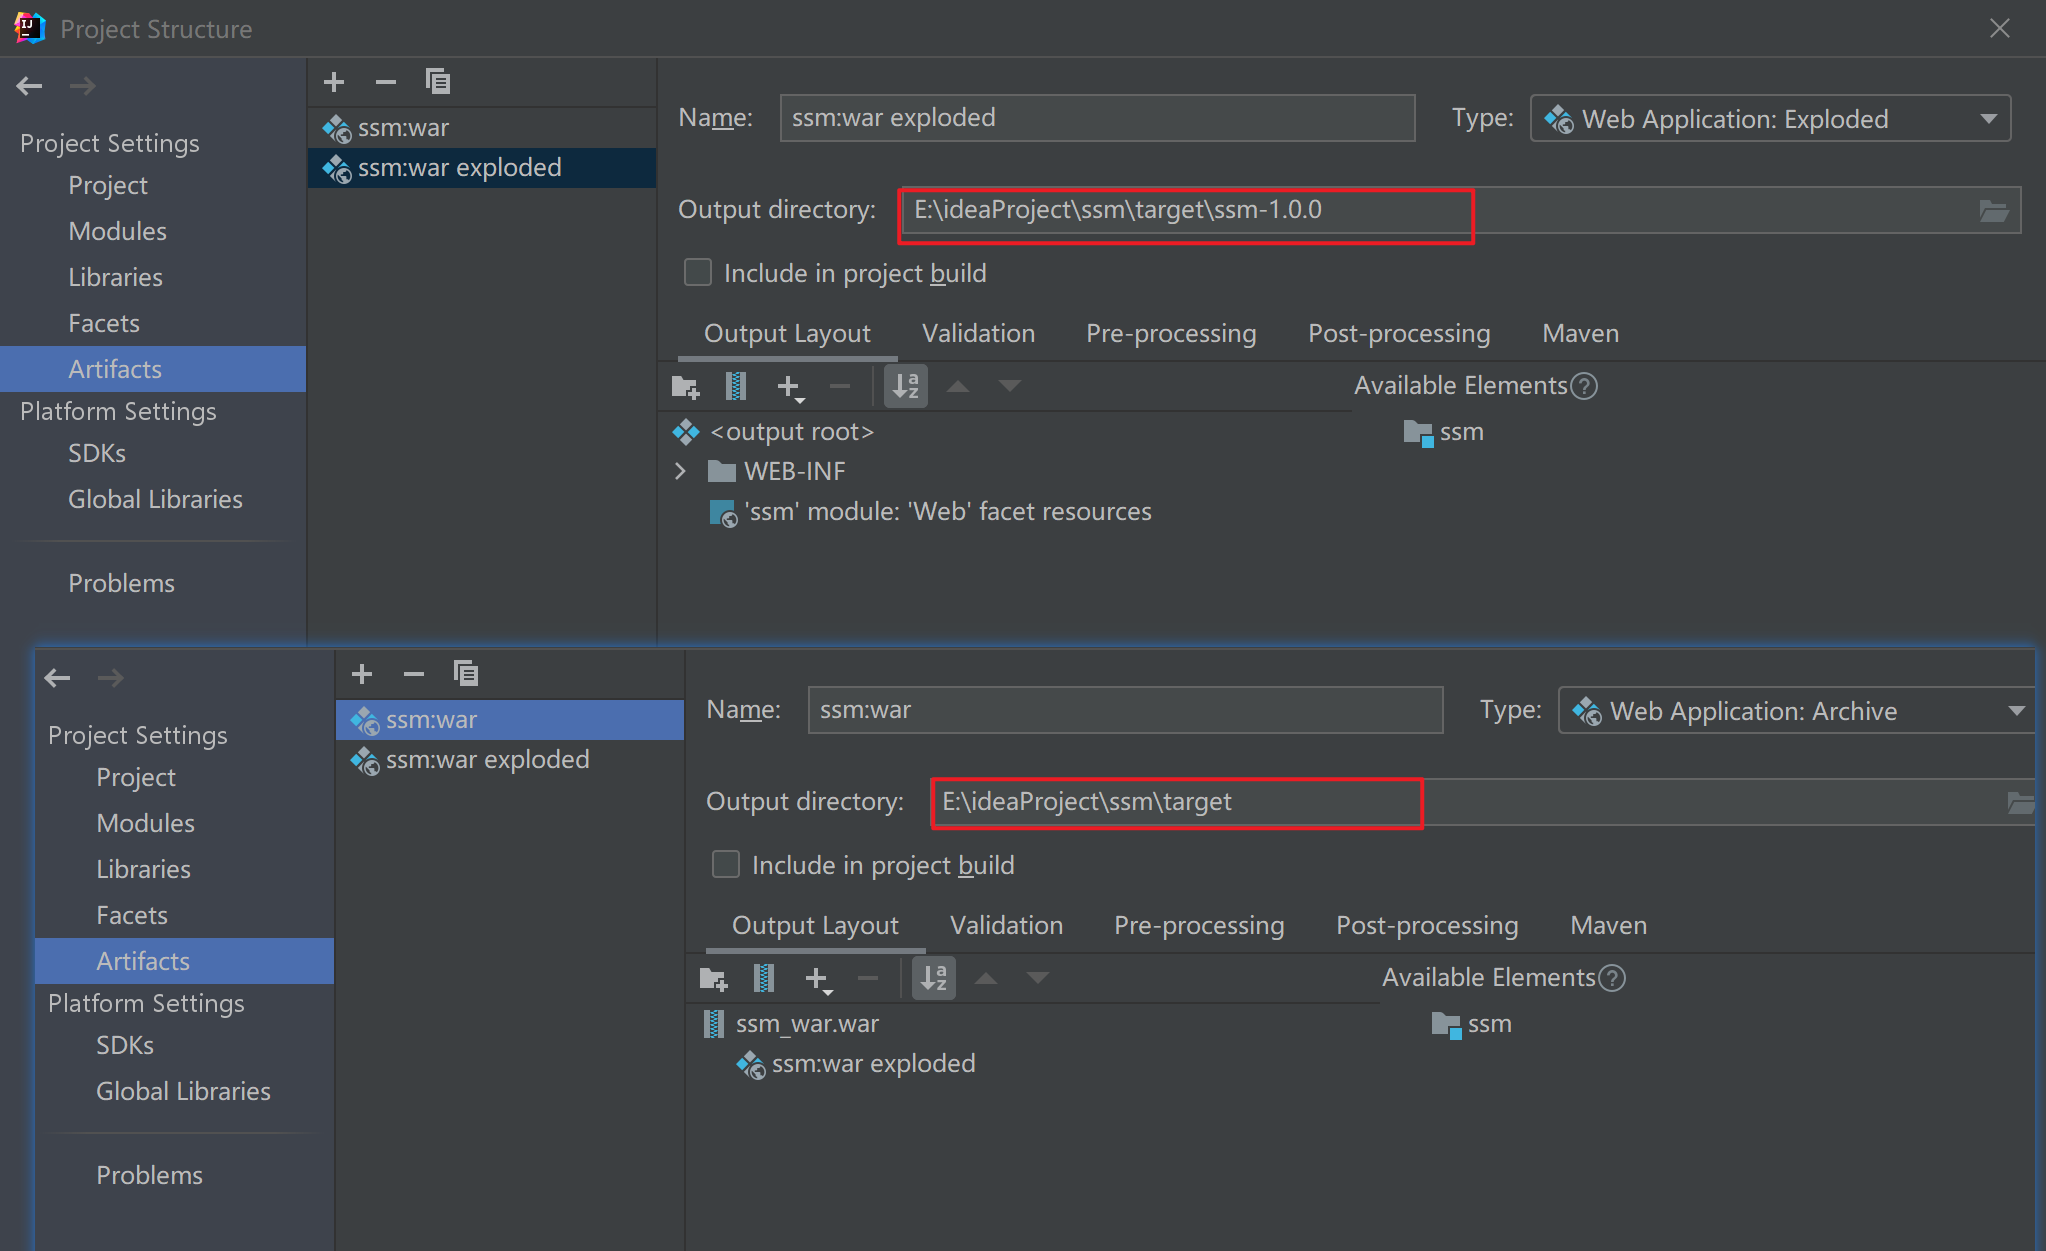 Project Structure
Project Settings
Project
Modules
Libraries
Facets
Artifacts
Platform Settings
SDKs
Global Libraries
Problems
ssm:war
ssm:war exploded
Name: ssm:war exploded Type: Web Application: Exploded
Output directory: E:\ideaProject\ssm\target\ssm-1.0.0
Include in project build
Output Layout Validation Pre-processing Post-processing Maven
Available Elements
<output root> ssm
WEB-INF
'ssm' module: 'Web' facet resources
Project Settings
Project
Modules
Libraries
Facets
Artifacts
Platform Settings
SDKs
Global Libraries
Problems
ssm:war
ssm:war exploded
Name: ssm:war Type: Web Application: Archive
Output directory: E:\ideaProject\ssm\target
Include in project build
Output Layout Validation Pre-processing Post-processing Maven
Available Elements
ssm_war.war ssm
ssm:war exploded